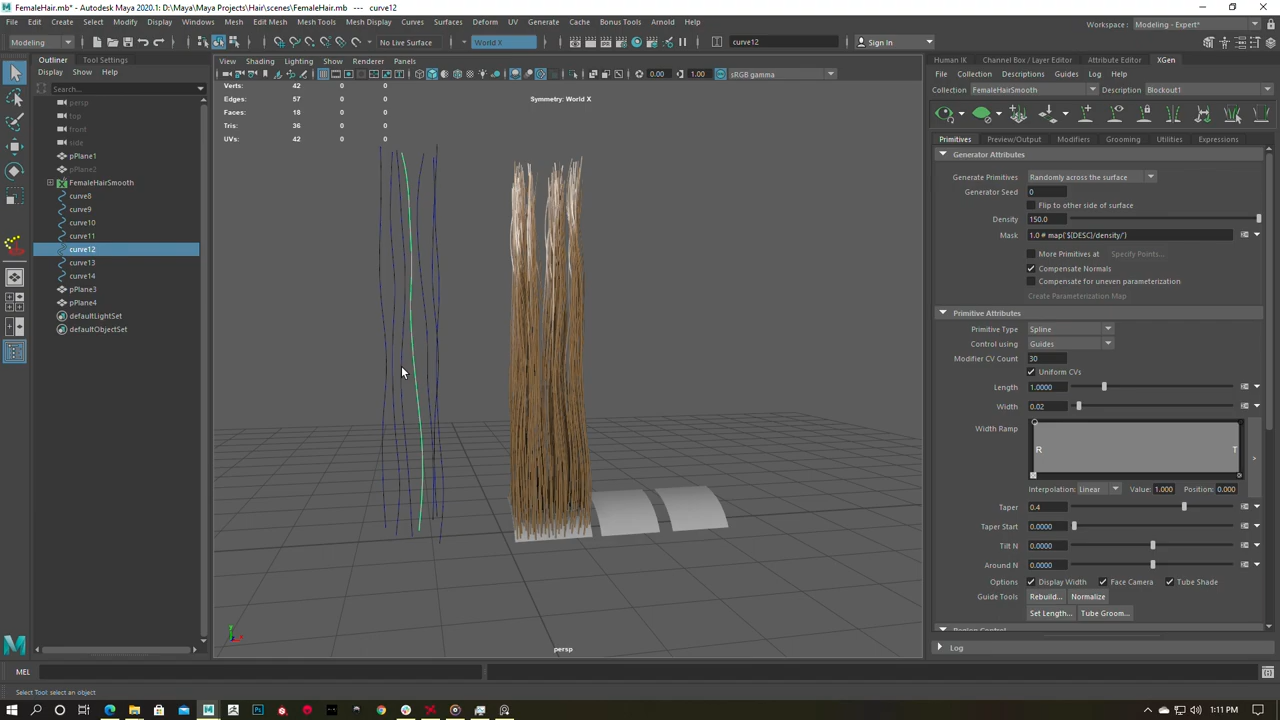 FemaleHair.mb* - Autodesk Maya 2020.1: D:\Maya\Maya Projects\Hair\scenes\FemaleHair.mb --- curve12
File Edit Create Select Modify Display Windows Mesh Edit Mesh Mesh Tools Mesh Display Curves Surfaces Deform UV Generate Cache Bonus Tools Arnold Help
Workspace : Modeling - Expert*
Modeling
No Live Surface
World X
curve12
Sign In
Outliner
Tool Settings
Display Show Help
Search...
persp
top
front
side
pPlane1
pPlane2
FemaleHairSmooth
curve8
curve9
curve10
curve11
curve12
curve13
curve14
pPlane3
pPlane4
defaultLightSet
defaultObjectSet
View Shading Lighting Show Renderer Panels
0.00 1.00 sRGB gamma
Verts: 42 0 0
Edges: 57 0 0
Faces: 18 0 0
Tris: 36 0 0
UVs: 42 0 0
Symmetry: World X
persp
Human IK Channel Box / Layer Editor Attribute Editor XGen
File Collection Descriptions Guides Log Help
Collection FemaleHairSmooth Description Blockout1
Primitives Preview/Output Modifiers Grooming Utilities Expressions
Generator Attributes
Generate Primitives Randomly across the surface
Generator Seed 0
Flip to other side of surface
Density 150.0
Mask 1.0 # map('${DESC}/density/')
More Primitives at Specify Points...
Compensate Normals
Compensate for uneven parameterization
Create Parameterization Map
Primitive Attributes
Primitive Type Spline
Control using Guides
Modifier CV Count 30
Uniform CVs
Length 1.0000
Width 0.02
Width Ramp
R T
>
Interpolation: Linear Value: 1.000 Position: 0.000
Taper 0.4
Taper Start 0.0000
Tilt N 0.0000
Around N 0.0000
Options Display Width Face Camera Tube Shade
Guide Tools Rebuild... Normalize
Set Length... Tube Groom...
Log
MEL
Select Tool: select an object
1:11 PM